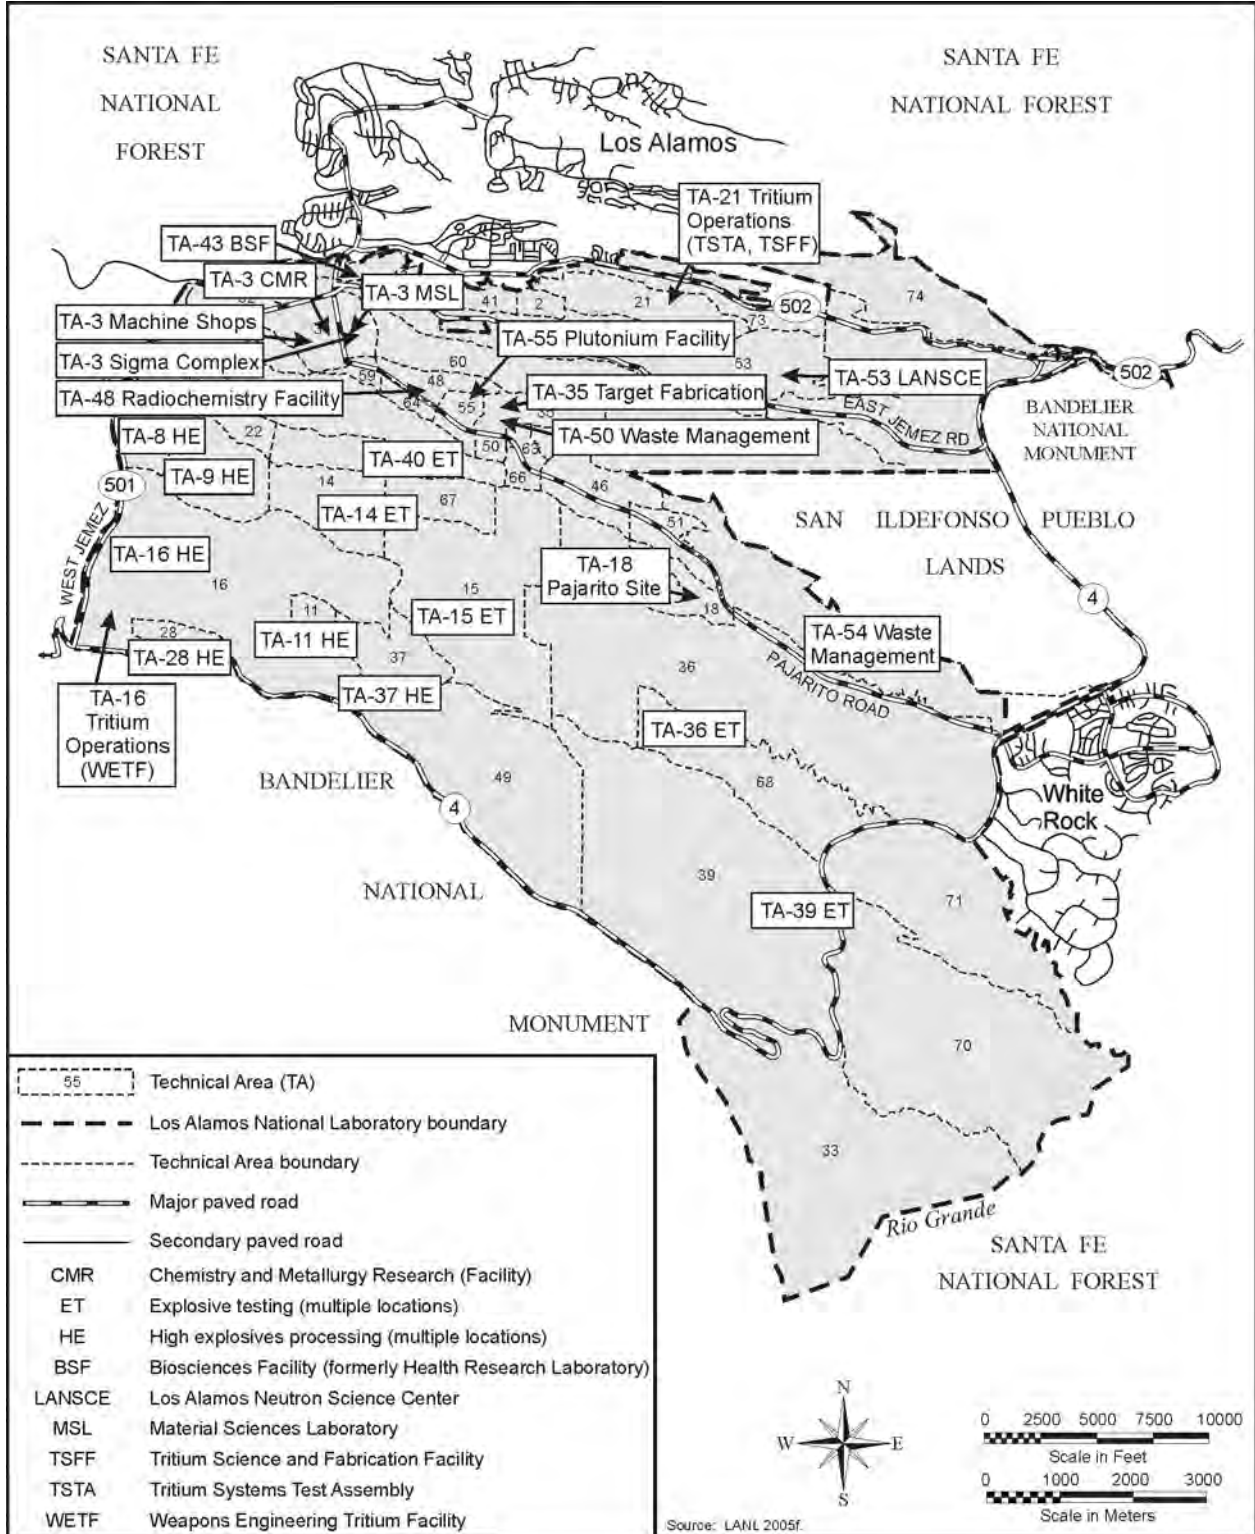 SANTA FE
NATIONAL
FOREST
SANTA FE
NATIONAL FOREST
Los Alamos
TA-21 Tritium
Operations
(TSTA, TSFF)
TA-43 BSF
TA-3 CMR
TA-3 MSL
TA-3 Machine Shops
TA-3 Sigma Complex
TA-48 Radiochemistry Facility
TA-55 Plutonium Facility
TA-35 Target Fabrication
TA-50 Waste Management
TA-53 LANSCE
41
2
21
73
74
502
502
53
60
59
48
55
64
50
63
66
46
EAST JEMEZ RD
BANDELIER
NATIONAL
MONUMENT
TA-8 HE
22
TA-9 HE
TA-40 ET
501
14
67
TA-14 ET
51
SAN ILDEFONSO PUEBLO
LANDS
WEST JEMEZ
TA-16 HE
16
15
TA-18
Pajarito Site
18
4
11
TA-15 ET
TA-11 HE
28
TA-28 HE
37
TA-37 HE
36
TA-54 Waste
Management
PAJARITO ROAD
TA-16
Tritium
Operations
(WETF)
TA-36 ET
BANDELIER
49
68
4
White
Rock
NATIONAL
39
71
TA-39 ET
MONUMENT
70
33
Rio Grande
SANTA FE
NATIONAL FOREST
55 Technical Area (TA)
Los Alamos National Laboratory boundary
Technical Area boundary
Major paved road
Secondary paved road
CMR Chemistry and Metallurgy Research (Facility)
ET Explosive testing (multiple locations)
HE High explosives processing (multiple locations)
BSF Biosciences Facility (formerly Health Research Laboratory)
LANSCE Los Alamos Neutron Science Center
MSL Material Sciences Laboratory
TSFF Tritium Science and Fabrication Facility
TSTA Tritium Systems Test Assembly
WETF Weapons Engineering Tritium Facility
N
W E
S
0 2500 5000 7500 10000
Scale in Feet
0 1000 2000 3000
Scale in Meters
Source: LANL 2005f.